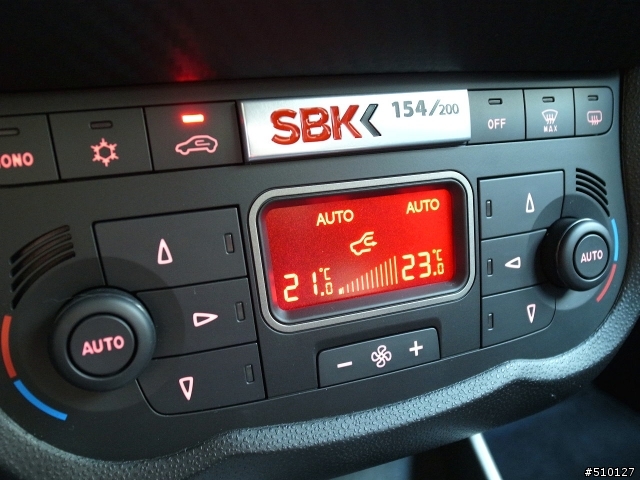 SBK 154/200
ONO
OFF
MAX
AUTO AUTO
21.0°C 23.0°C
AUTO
AUTO
- +
#510127